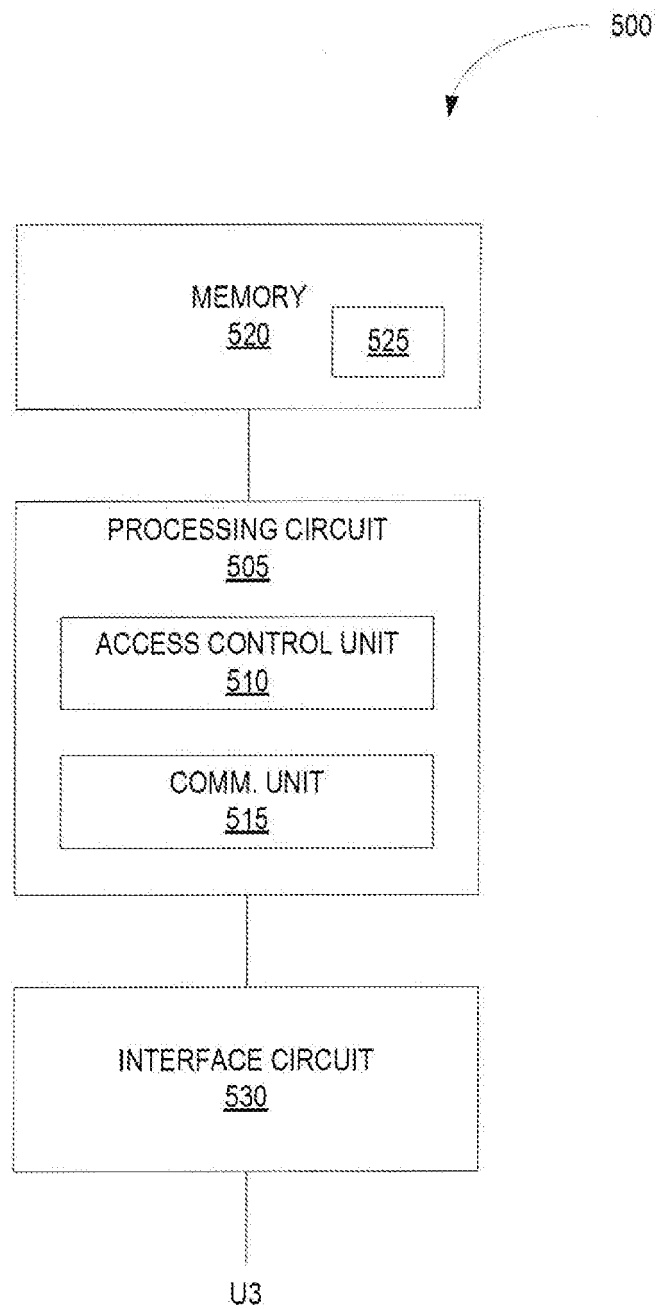 500
MEMORY
520
525
PROCESSING CIRCUIT
505
ACCESS CONTROL UNIT
510
COMM. UNIT
515
INTERFACE CIRCUIT
530
U3